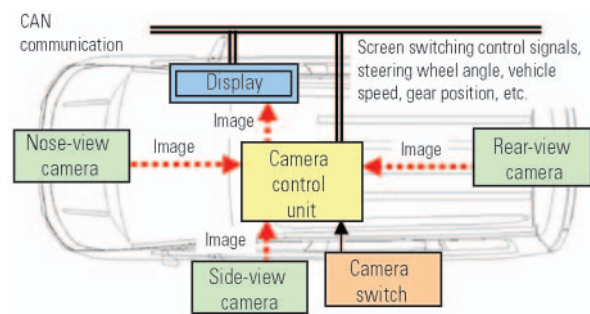 CAN
communication
Screen switching control signals,
steering wheel angle, vehicle
speed, gear position, etc.
Display
Image
Nose-view
camera
Image
Camera
control
unit
Image
Rear-view
camera
Image
Side-view
camera
Camera
switch